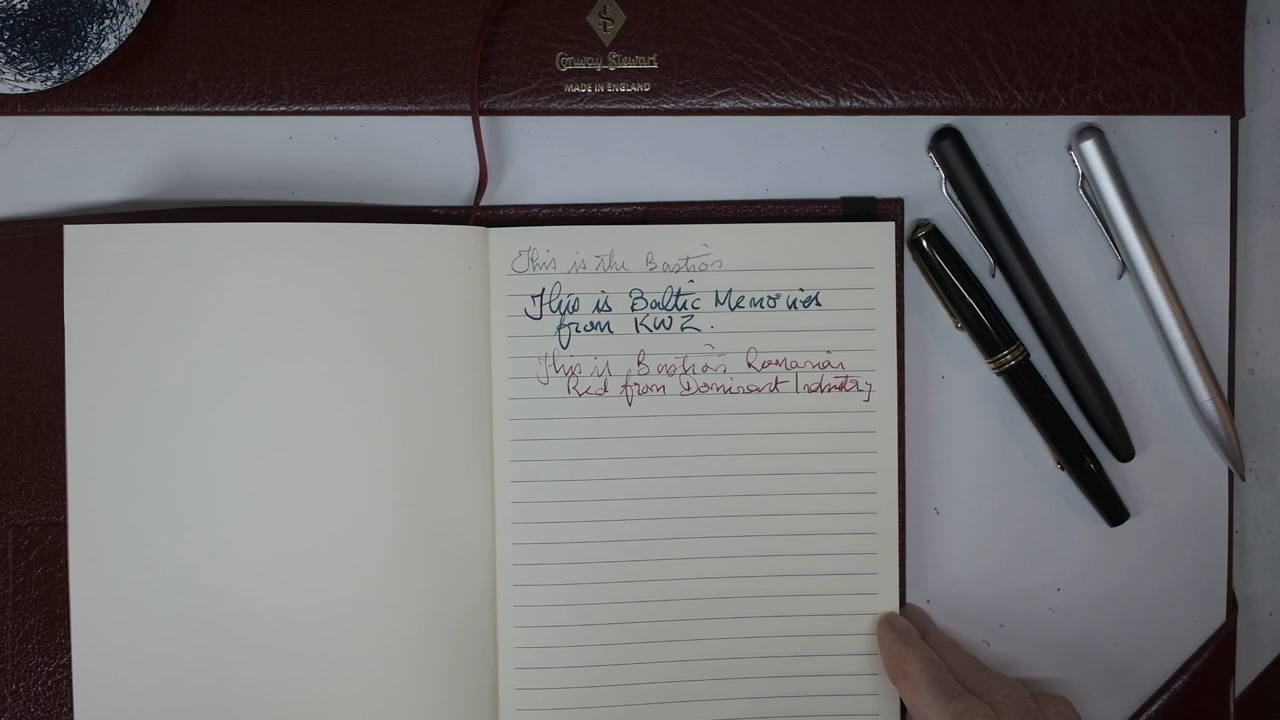 Conway Stewart
MADE IN ENGLAND
This is the Bastion
This is Baltic Memories
from KWZ.
This is Bastion Romanian
Red from Dominant Industry